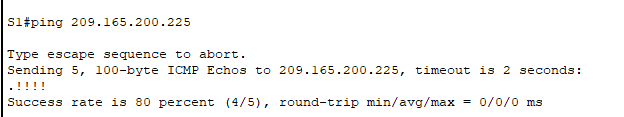 S1#ping 209.165.200.225
Type escape sequence to abort.
Sending 5, 100-byte ICMP Echos to 209.165.200.225, timeout is 2 seconds:
.!!!!
Success rate is 80 percent (4/5), round-trip min/avg/max = 0/0/0 ms